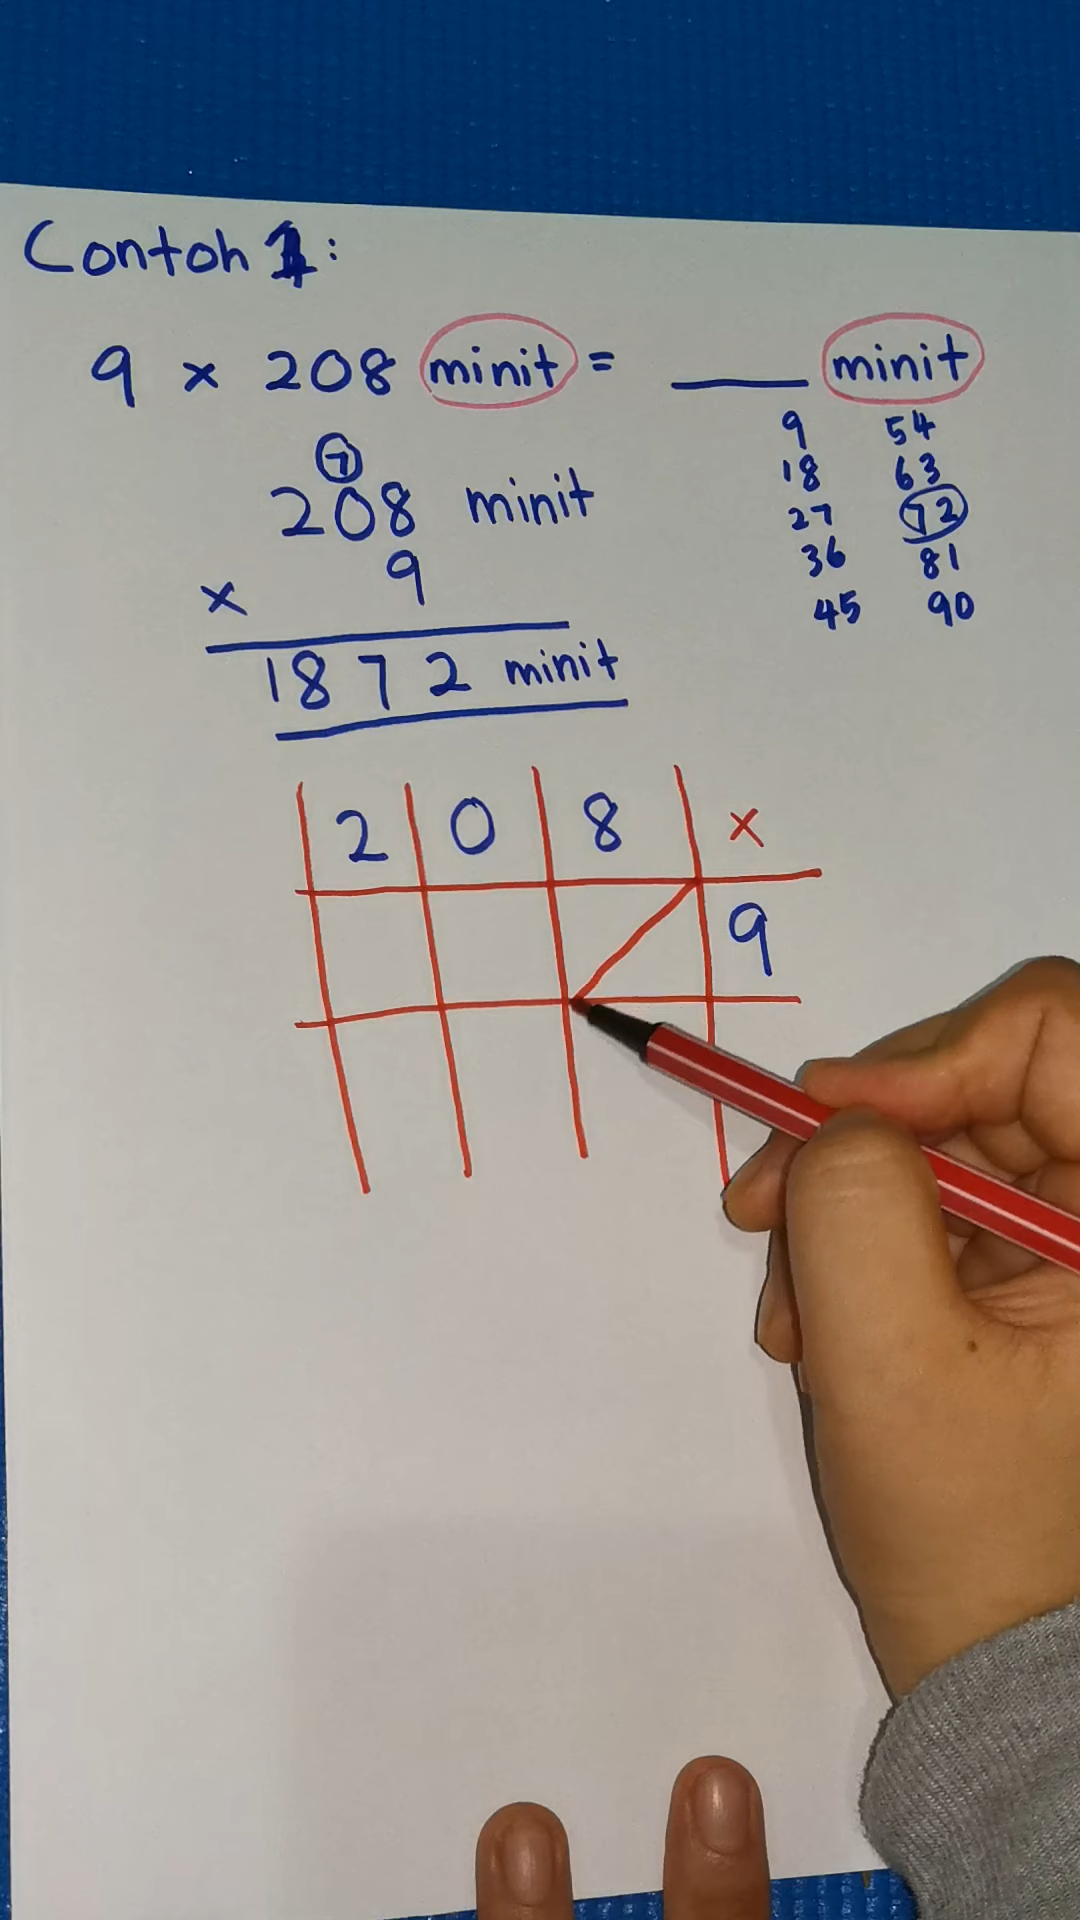 Contoh 1:
9 × 208 minit = ____ minit
7
208 minit
× 9
1872 minit
9 54
18 63
27 72
36 81
45 90
2 0 8 ×
9